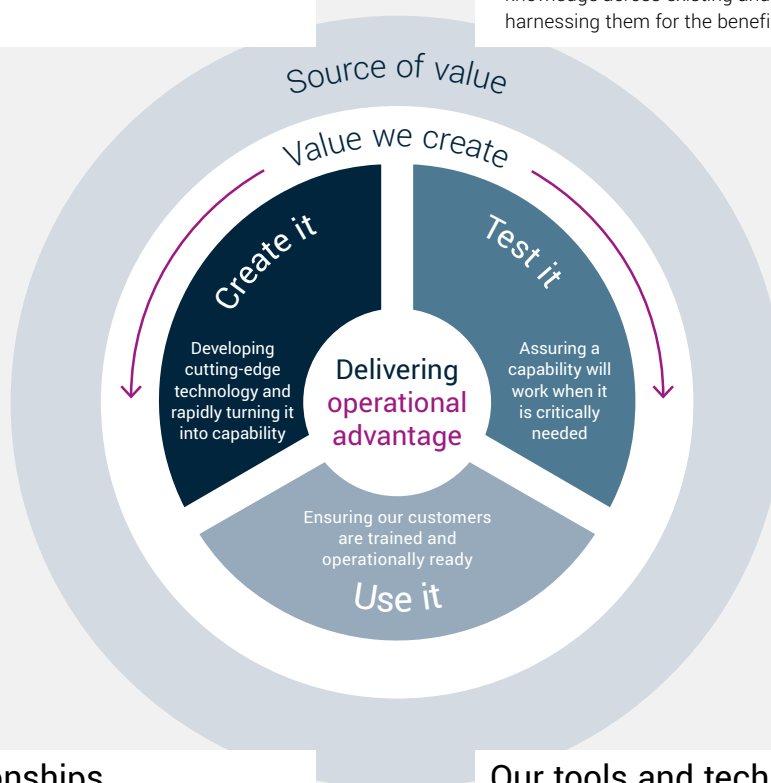 harnessing them for the benefi
Source of value
Value we create
Create it
Developing
cutting-edge
technology and
rapidly turning it
into capability
Test it
Assuring a
capability will
work when it
is critically
needed
Delivering
operational
advantage
Ensuring our customers
are trained and
operationally ready
Use it
onships
Our tools and tech